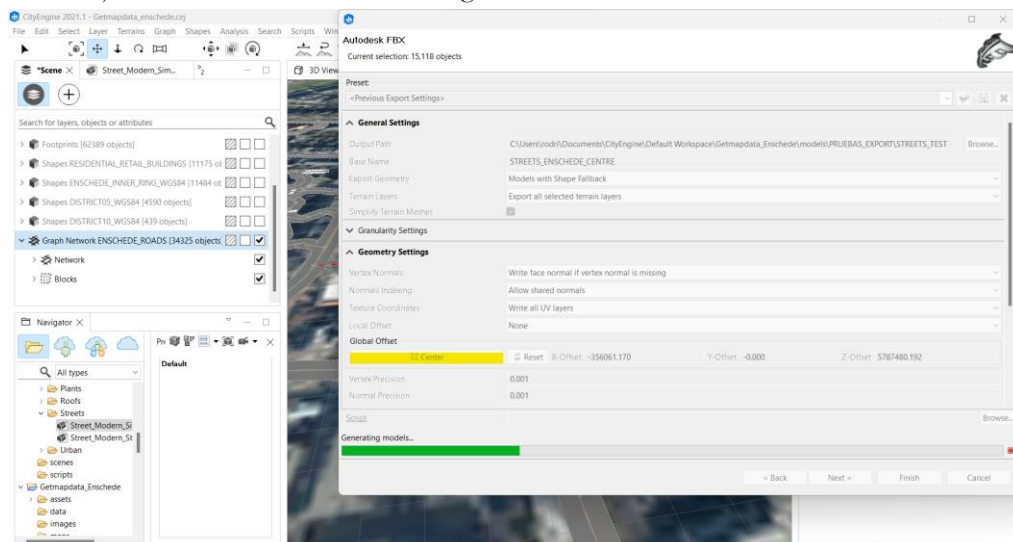 CityEngine 2021.1 - Getmapdata_enschede.cej
File Edit Select Layer Terrains Graph Shapes Analysis Search Scripts
*Scene
Street_Modern_Sim...
3D View
Search for layers, objects or attributes
Footprints [62389 objects]
Shapes RESIDENTIAL_RETAIL_BUILDINGS [11175 o
Shapes ENSCHEDE_INNER_RING_WGS84 [11484 o
Shapes DISTRICT05_WGS84 [4590 objects]
Shapes DISTRICT10_WGS84 [439 objects]
Graph Network ENSCHEDE_ROADS [34325 objects
Network
Blocks
Navigator
All types
Default
Plants
Roofs
Streets
Street_Modern_Si
Street_Modern_St
Urban
scenes
scripts
Getmapdata_Enschede
assets
data
images
Autodesk FBX
Current selection: 15,118 objects
Preset:
<Previous Export Settings>
General Settings
Output Path C:\Users\rodri\Documents\CityEngine\Default Workspace\Getmapdata_Enschede\models\PRUEBAS_EXPORT\STREETS_TEST Browse...
Base Name STREETS_ENSCHEDE_CENTRE
Export Geometry Models with Shape Fallback
Terrain Layers Export all selected terrain layers
Simplify Terrain Meshes
Granularity Settings
Geometry Settings
Vertex Normals Write face normal if vertex normal is missing
Normals Indexing Allow shared normals
Texture Coordinates Write all UV layers
Local Offset None
Global Offset
Center Reset X-Offset -356061.170 Y-Offset -0.000 Z-Offset 5787480.192
Vertex Precision 0.001
Normal Precision 0.001
Script Browse...
Generating models...
< Back Next > Finish Cancel